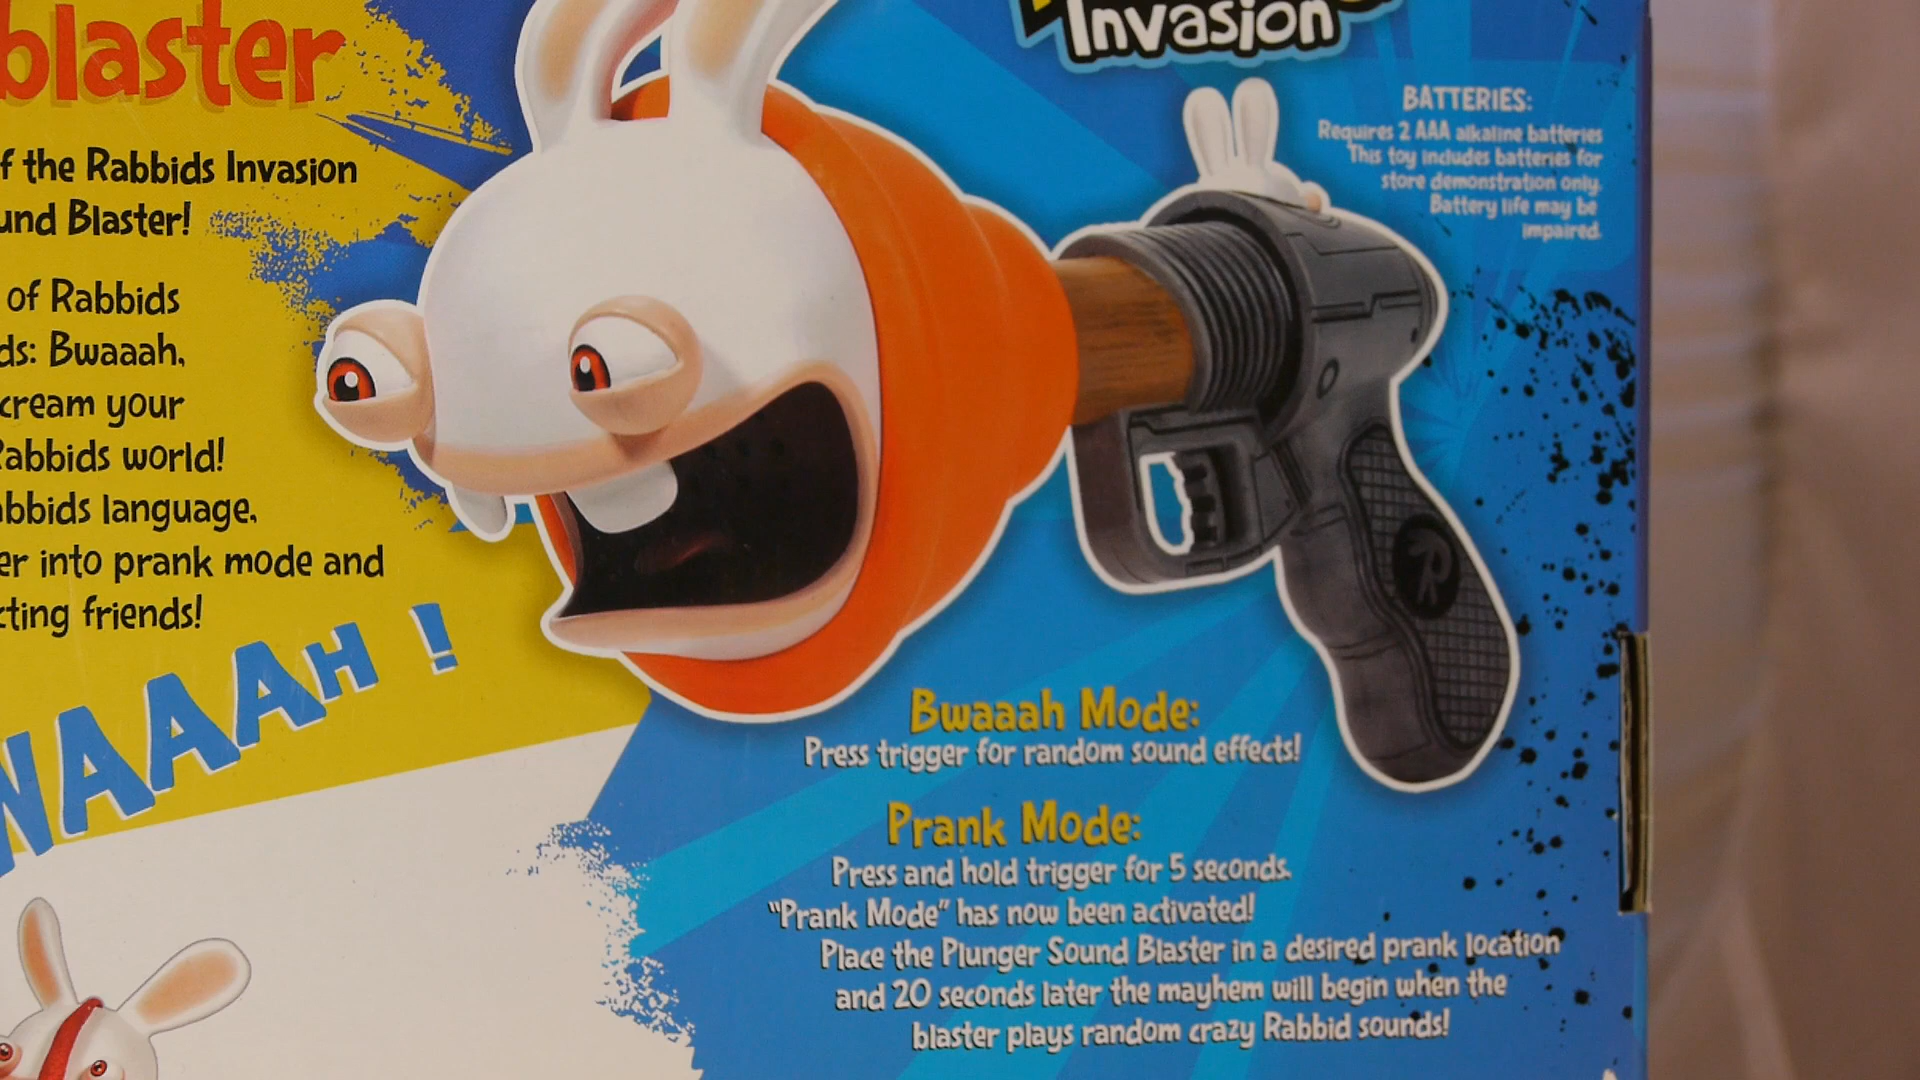 blaster
Invasion
f the Rabbids Invasion
und Blaster!
of Rabbids
ds: Bwaaah,
cream your
Rabbids world!
abbids language,
er into prank mode and
cting friends!
WAAAH!
BATTERIES:
Requires 2 AAA alkaline batteries
This toy includes batteries for
store demonstration only.
Battery life may be
impaired.
R
Bwaaah Mode:
Press trigger for random sound effects!
Prank Mode:
Press and hold trigger for 5 seconds.
"Prank Mode" has now been activated!
Place the Plunger Sound Blaster in a desired prank location
and 20 seconds later the mayhem will begin when the
blaster plays random crazy Rabbid sounds!